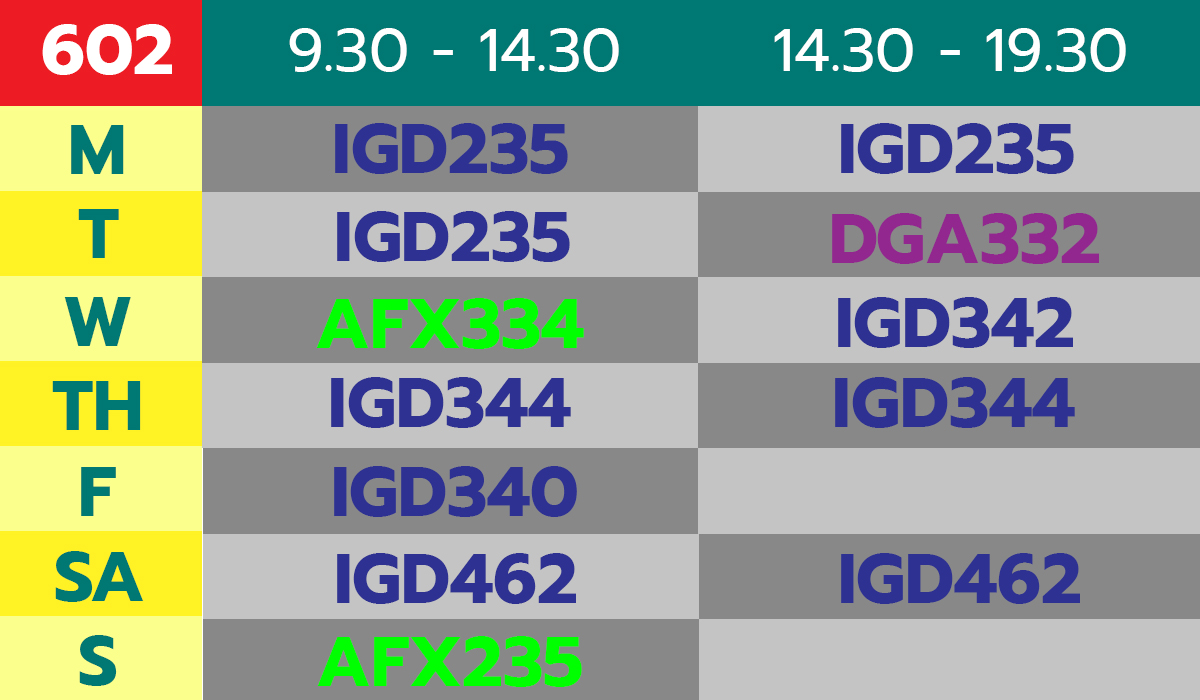 602 9.30 - 14.30 14.30 - 19.30
M IGD235 IGD235
T IGD235 DGA332
W AFX334 IGD342
TH IGD344 IGD344
F IGD340
SA IGD462 IGD462
S AFX235